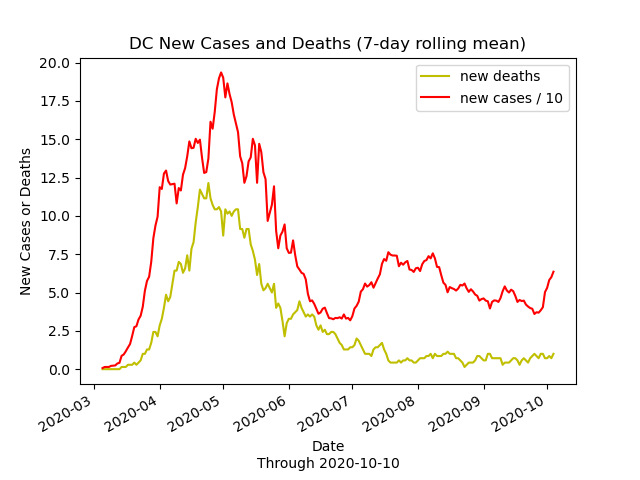 DC New Cases and Deaths (7-day rolling mean)
20.0
17.5
15.0
12.5
10.0
7.5
5.0
2.5
0.0
New Cases or Deaths
new deaths
new cases / 10
2020-03
2020-04
2020-05
2020-06
2020-07
2020-08
2020-09
2020-10
Date
Through 2020-10-10